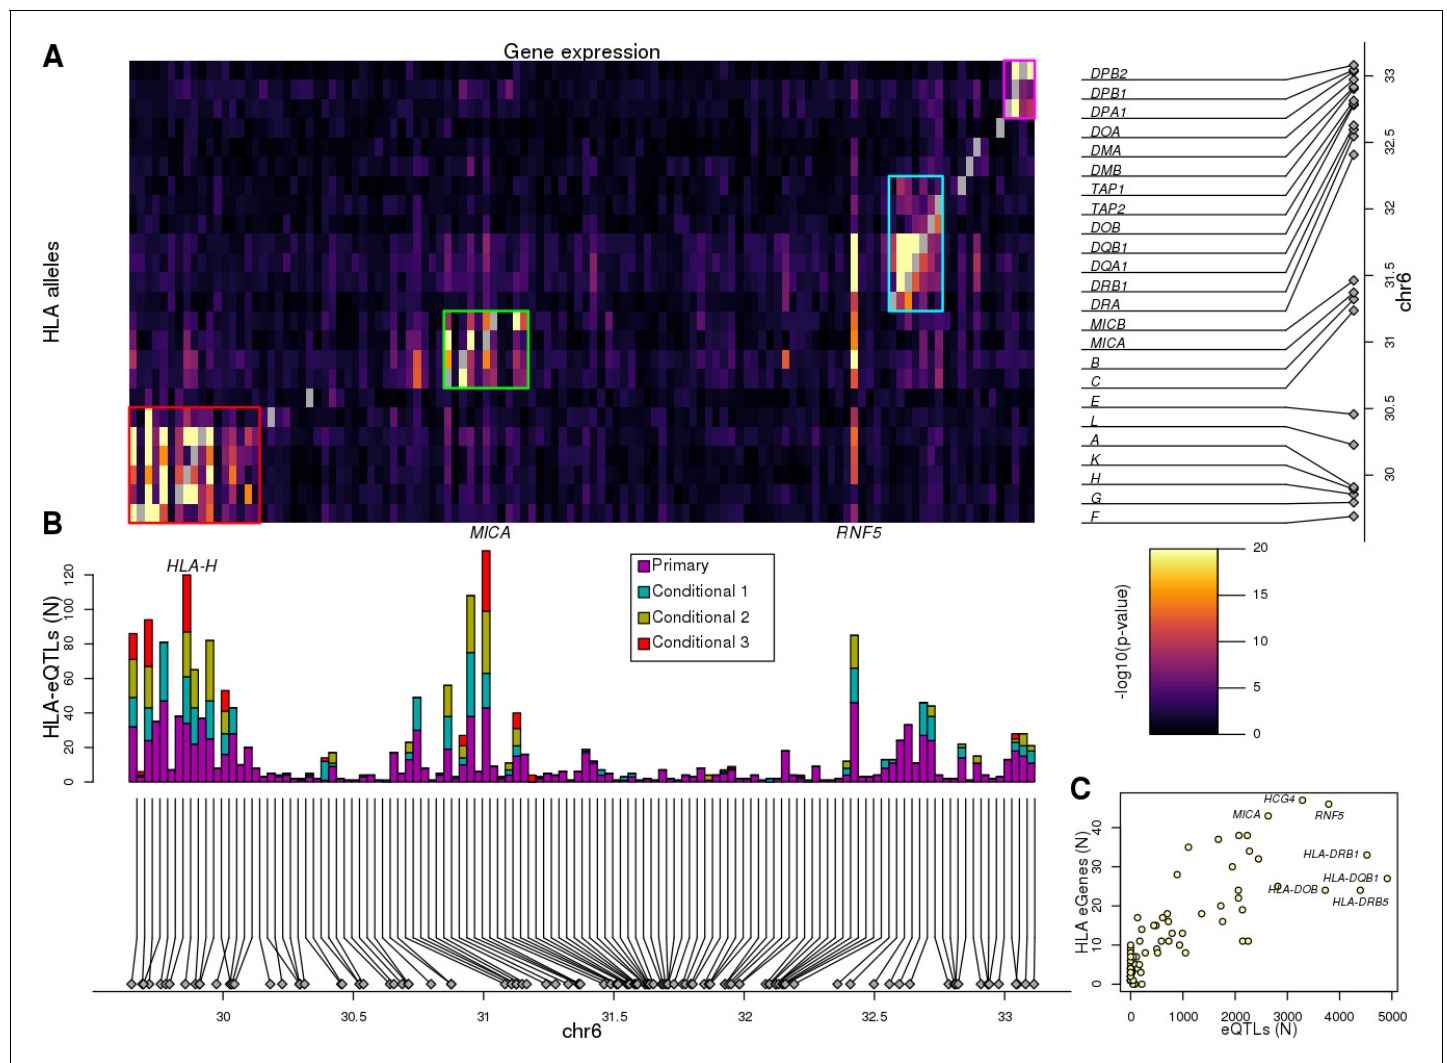 A
Gene expression
HLA alleles
DPB2
DPB1
DPA1
DOA
DMA
DMB
TAP1
TAP2
DOB
DQB1
DQA1
DRB1
DRA
MICB
MICA
B
C
E
L
A
K
H
G
F
33
32.5
32
31.5
31
30.5
30
chr6
B
MICA
RNF5
HLA-H
HLA-eQTLs (N)
120
100
80
60
40
20
0
Primary
Conditional 1
Conditional 2
Conditional 3
-log10(p-value)
20
15
10
5
0
30 30.5 31 31.5 32 32.5 33
chr6
C
HLA eGenes (N)
40
30
20
10
0
HCG4
MICA
RNF5
HLA-DRB1
HLA-DQB1
HLA-DOB
HLA-DRB5
0 1000 2000 3000 4000 5000
eQTLs (N)